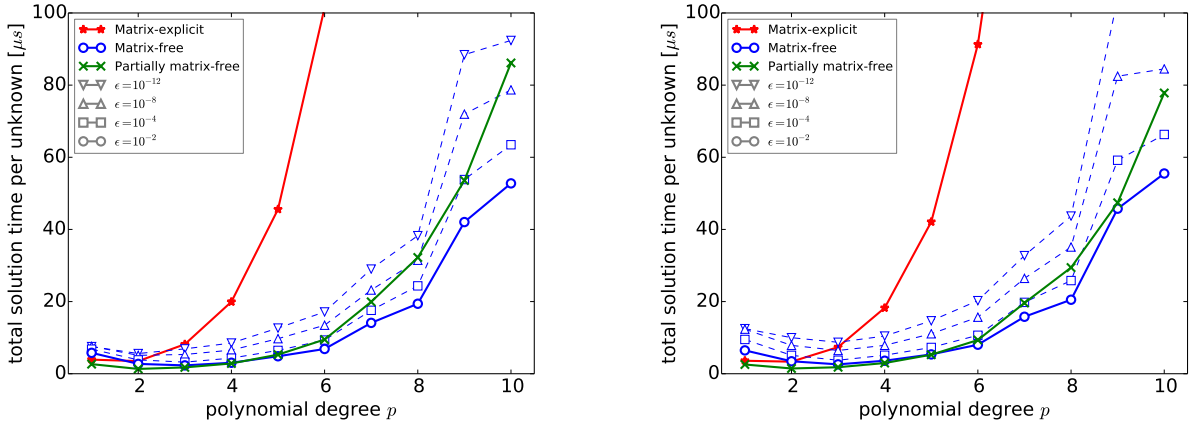 total solution time per unknown [μs]
100
80
60
40
20
0
2
4
6
8
10
polynomial degree p
Matrix-explicit
Matrix-free
Partially matrix-free
ϵ=10⁻¹²
ϵ=10⁻⁸
ϵ=10⁻⁴
ϵ=10⁻²
total solution time per unknown [μs]
100
80
60
40
20
0
2
4
6
8
10
polynomial degree p
Matrix-explicit
Matrix-free
Partially matrix-free
ϵ=10⁻¹²
ϵ=10⁻⁸
ϵ=10⁻⁴
ϵ=10⁻²